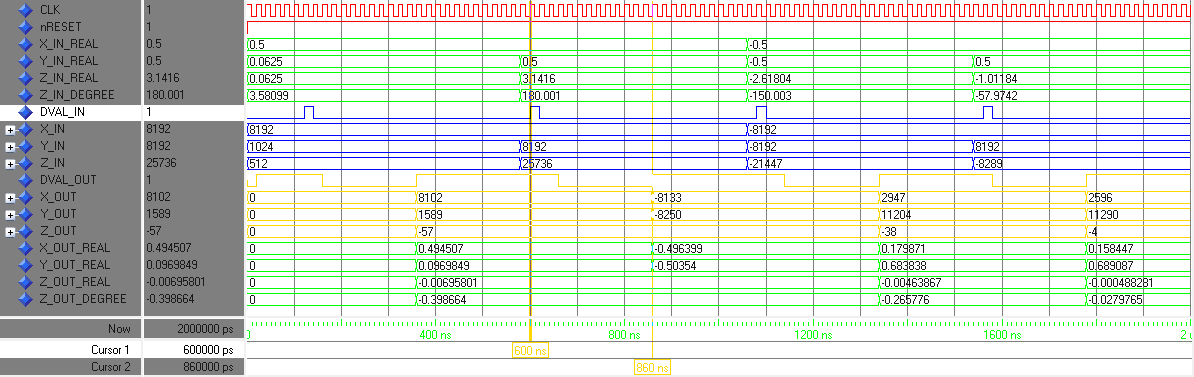 CLK 1
nRESET 1
X_IN_REAL 0.5 0.5 -0.5
Y_IN_REAL 0.5 0.0625 0.5 -0.5 0.5
Z_IN_REAL 3.1416 0.0625 3.1416 -2.61804 -1.01184
Z_IN_DEGREE 180.001 3.58099 180.001 -150.003 -57.9742
DVAL_IN 1
X_IN 8192 8192 -8192
Y_IN 8192 1024 8192 -8192 8192
Z_IN 25736 512 25736 -21447 -8289
DVAL_OUT 1
X_OUT 8102 0 8102 -8133 2947 2596
Y_OUT 1589 0 1589 -8250 11204 11290
Z_OUT -57 0 -57 -38 -4
X_OUT_REAL 0.494507 0 0.494507 -0.496399 0.179871 0.158447
Y_OUT_REAL 0.0969849 0 0.0969849 -0.50354 0.683838 0.689087
Z_OUT_REAL -0.00695801 0 -0.00695801 -0.00463867 -0.000488281
Z_OUT_DEGREE -0.398664 0 -0.398664 -0.265776 -0.0279765
Now 2000000 ps 400 ns 800 ns 1200 ns 1600 ns
Cursor 1 600000 ps 600 ns
Cursor 2 860000 ps 860 ns